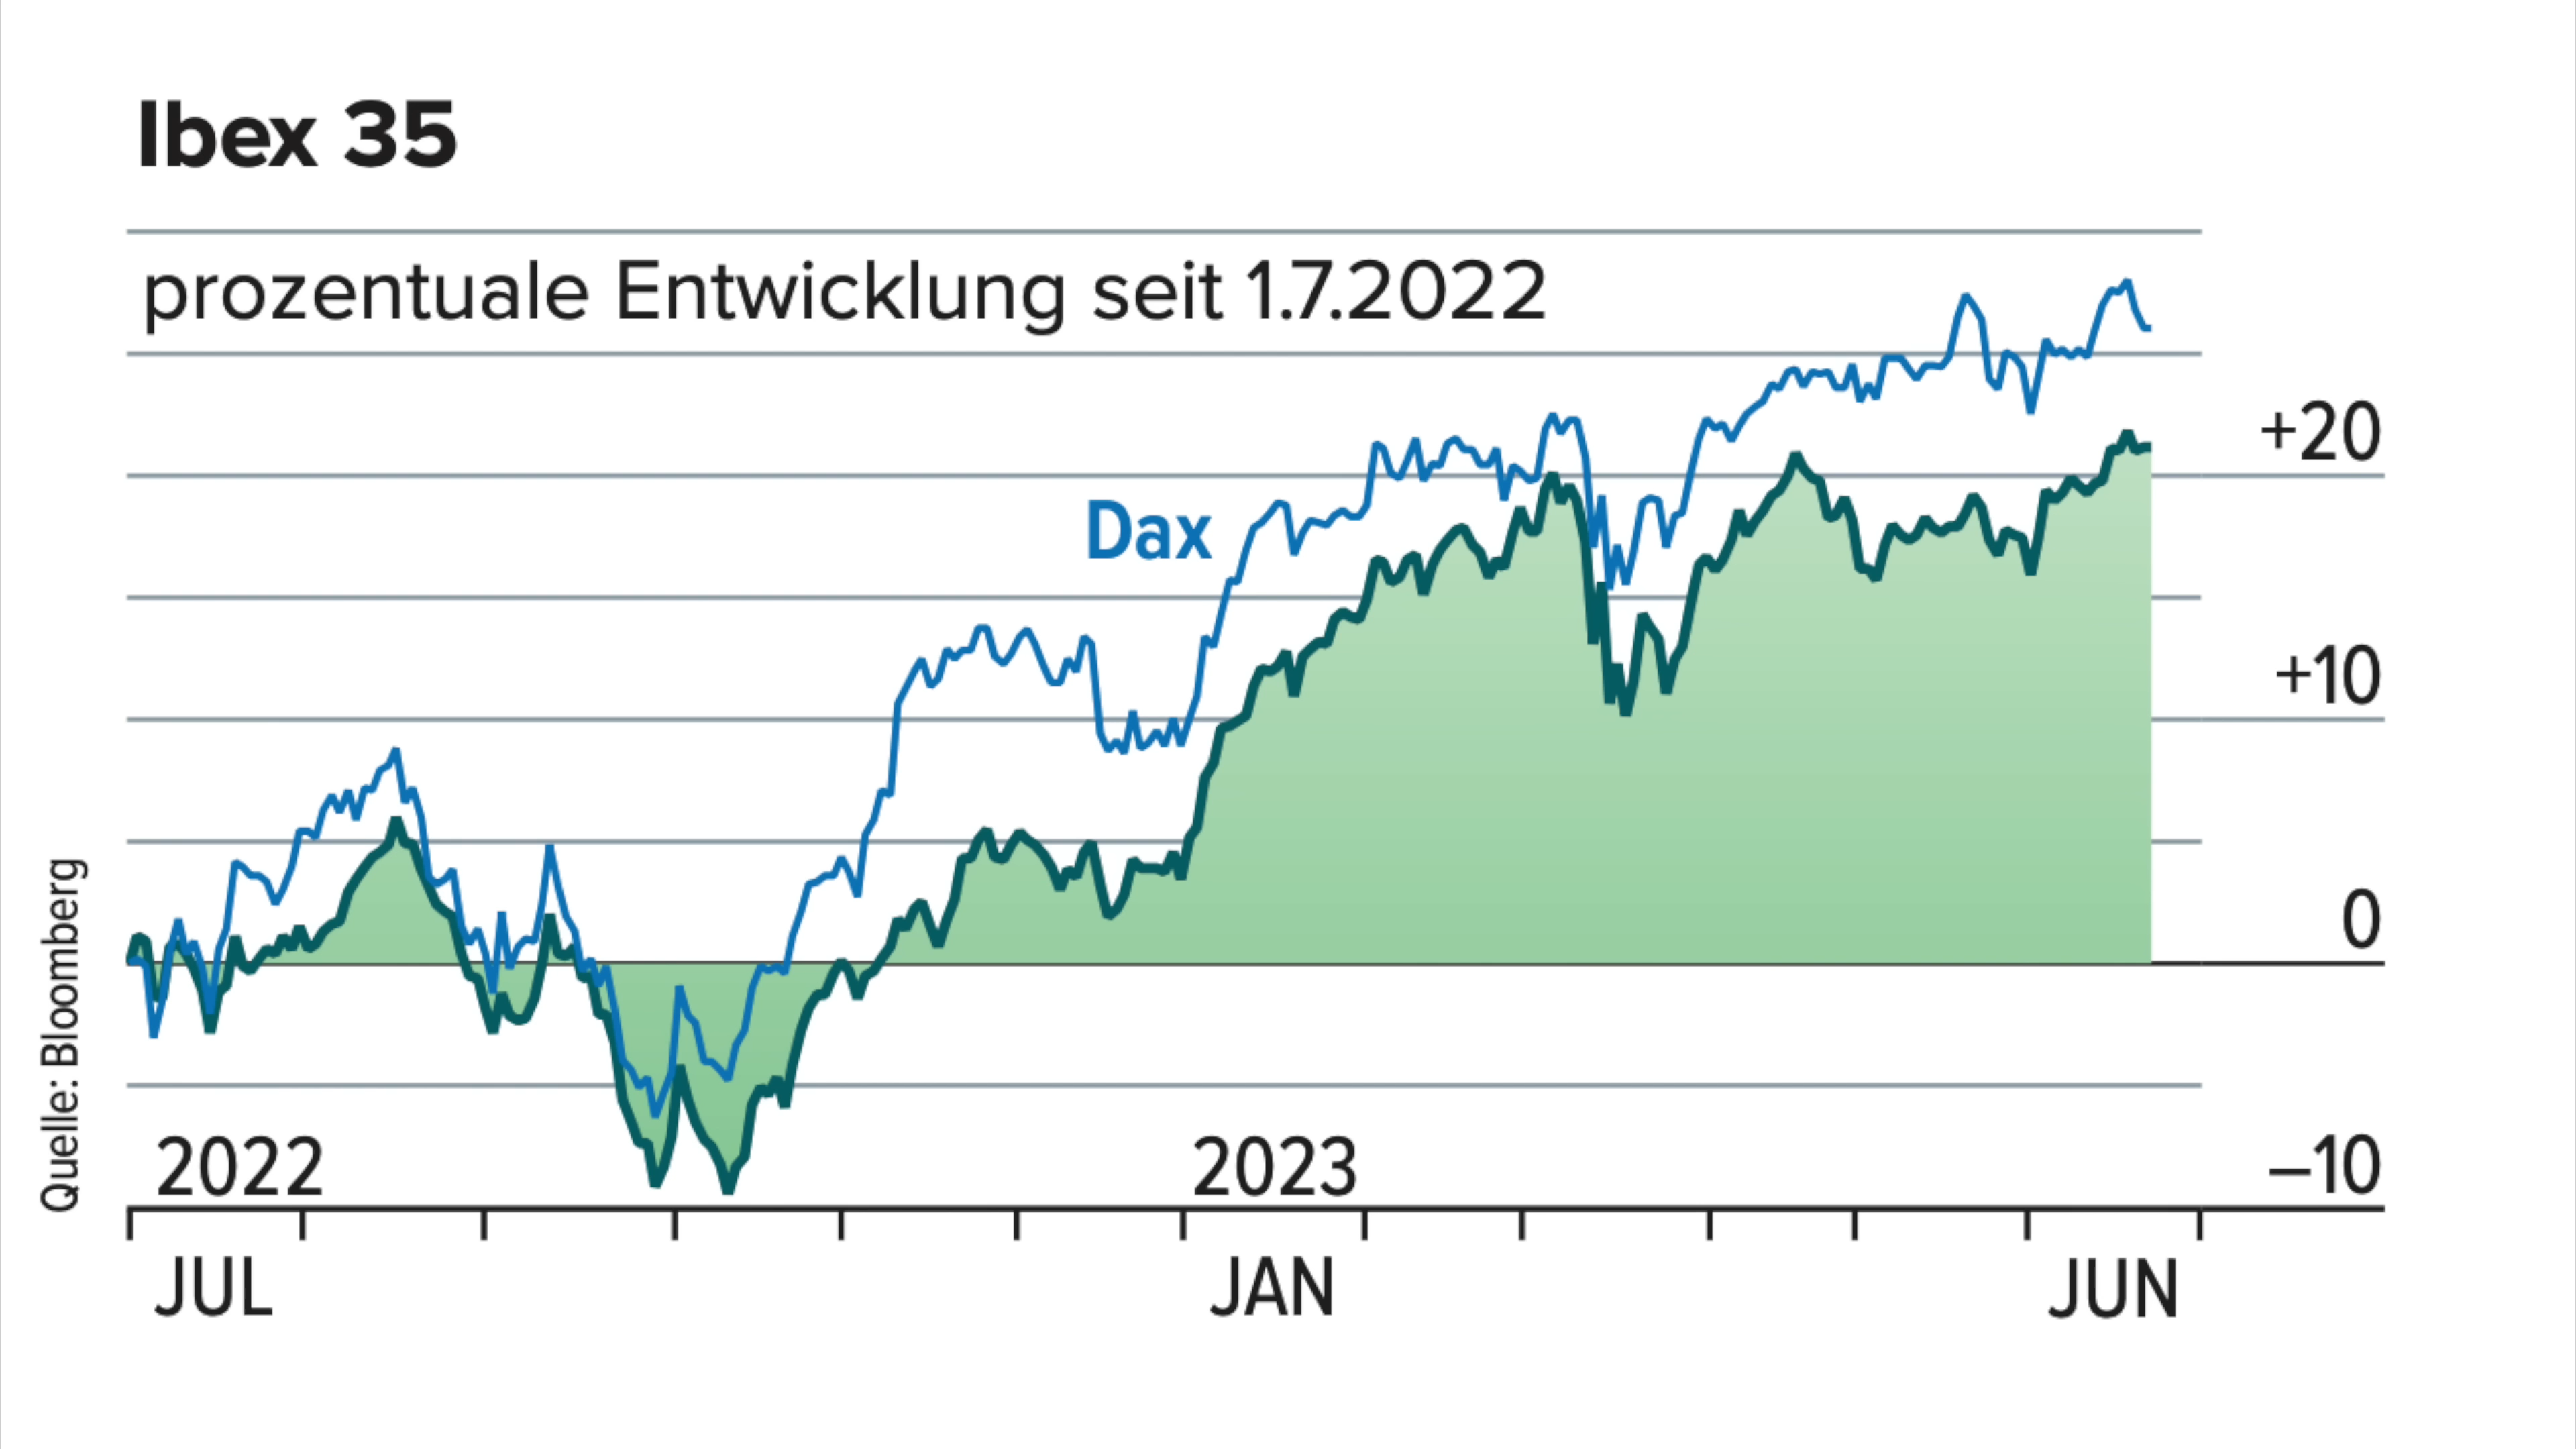 Ibex 35
prozentuale Entwicklung seit 1.7.2022
Dax
+20
+10
0
–10
Quelle: Bloomberg
2022
2023
JUL
JAN
JUN